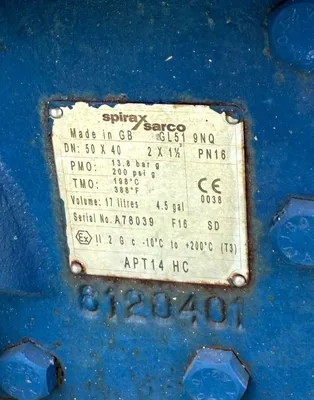 spirax
sarco
Made in GB GL51 9NQ
DN: 50 X 40 2 X 1½ PN16
PMO: 13.8 bar g
200 psi g
TMO: 198°C
388°F
CE
0038
Volume: 17 litres 4.5 gal
Serial No. A78039 F16 SD
Ex II 2 G c -10°C to +200°C (T3)
APT14 HC
6120401